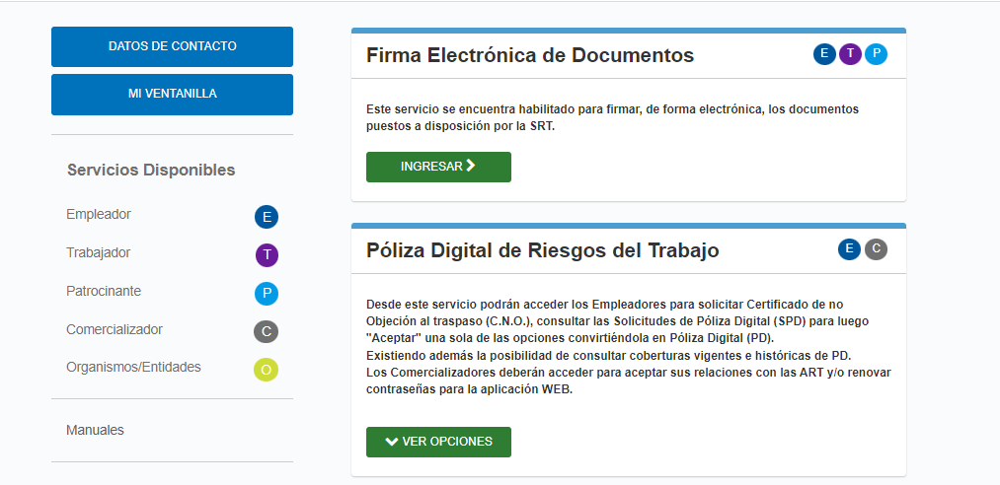 DATOS DE CONTACTO
MI VENTANILLA
Servicios Disponibles
Empleador E
Trabajador T
Patrocinante P
Comercializador C
Organismos/Entidades O
Manuales
Firma Electrónica de Documentos E T P
Este servicio se encuentra habilitado para firmar, de forma electrónica, los documentos
puestos a disposición por la SRT.
INGRESAR
Póliza Digital de Riesgos del Trabajo E C
Desde este servicio podrán acceder los Empleadores para solicitar Certificado de no
Objeción al traspaso (C.N.O.), consultar las Solicitudes de Póliza Digital (SPD) para luego
"Aceptar" una sola de las opciones convirtiéndola en Póliza Digital (PD).
Existiendo además la posibilidad de consultar coberturas vigentes e históricas de PD.
Los Comercializadores deberán acceder para aceptar sus relaciones con las ART y/o renovar
contraseñas para la aplicación WEB.
VER OPCIONES